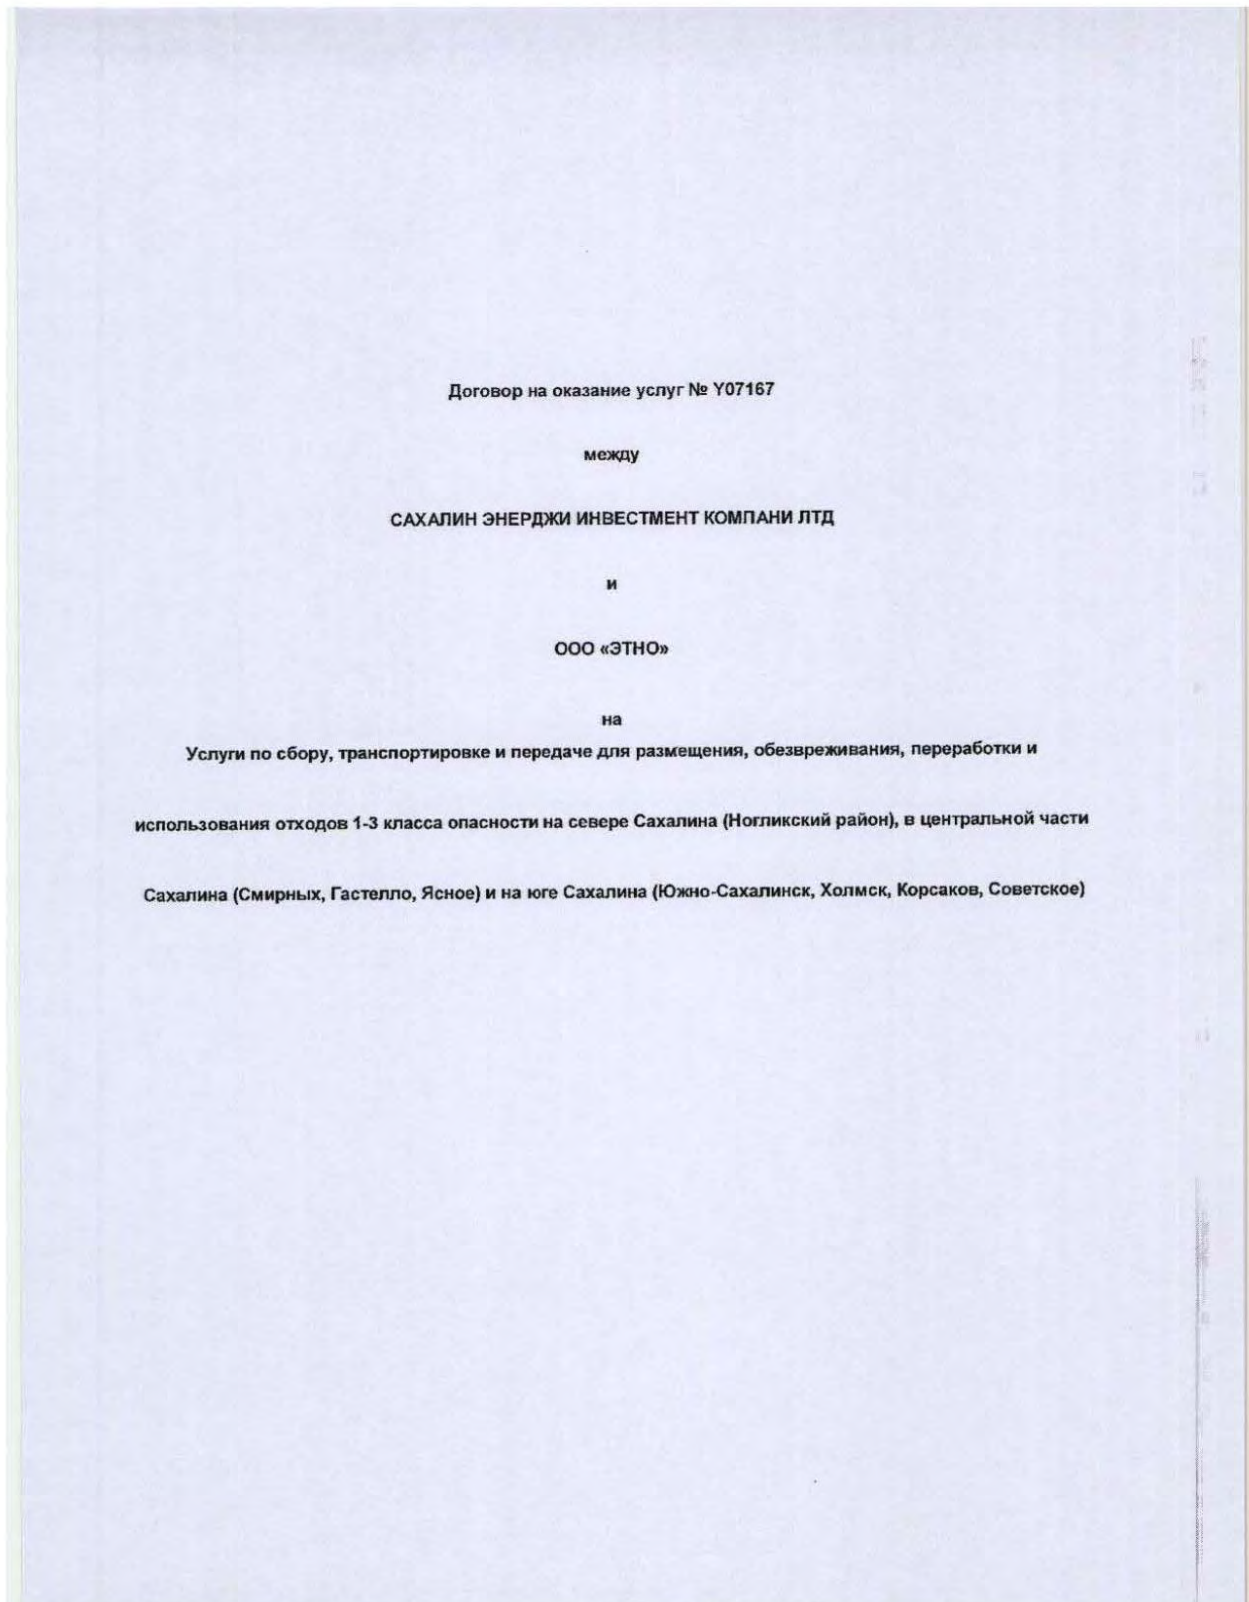 Договор на оказание услуг № Y07167
между
САХАЛИН ЭНЕРДЖИ ИНВЕСТМЕНТ КОМПАНИ ЛТД
и
ООО «ЭТНО»
на
Услуги по сбору, транспортировке и передаче для размещения, обезвреживания, переработки и
использования отходов 1-3 класса опасности на севере Сахалина (Ногликский район), в центральной части
Сахалина (Смирных, Гастелло, Ясное) и на юге Сахалина (Южно-Сахалинск, Холмск, Корсаков, Советское)